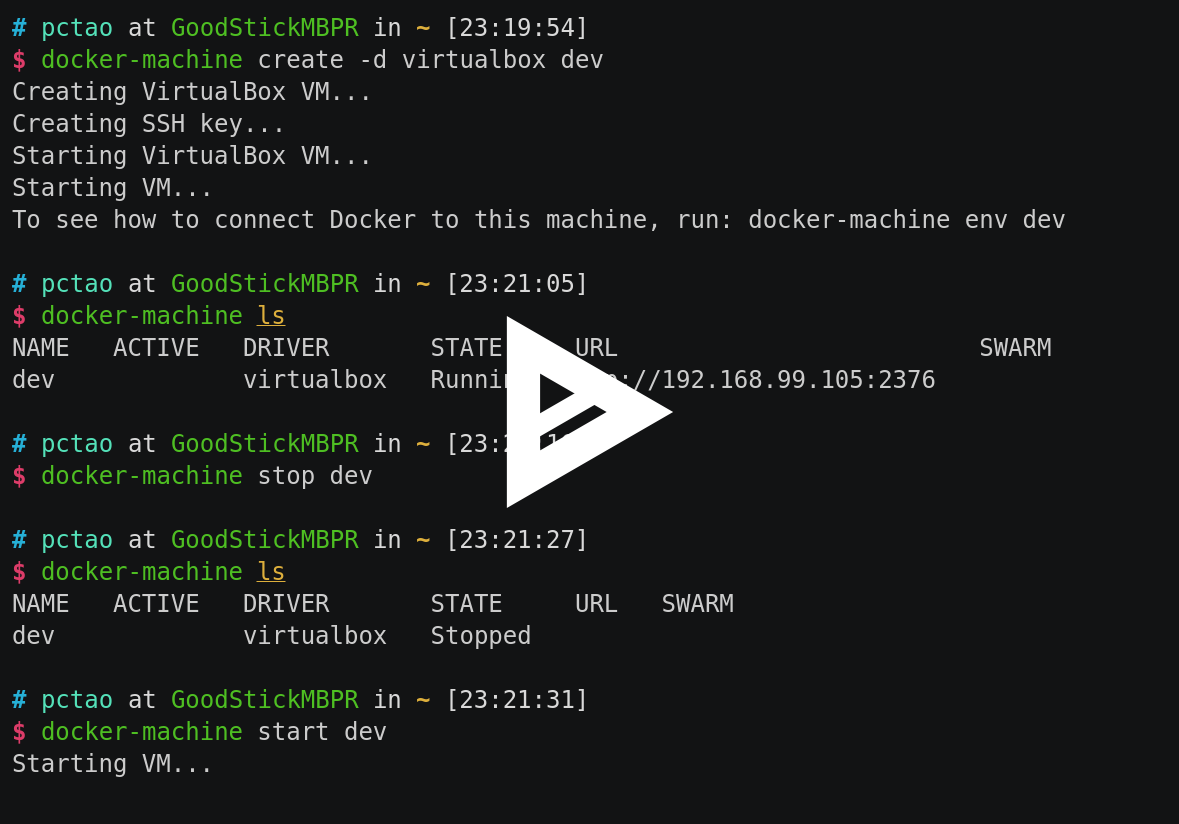 # pctao at GoodStickMBPR in ~ [23:19:54]
$ docker-machine create -d virtualbox dev
Creating VirtualBox VM...
Creating SSH key...
Starting VirtualBox VM...
Starting VM...
To see how to connect Docker to this machine, run: docker-machine env dev
# pctao at GoodStickMBPR in ~ [23:21:05]
$ docker-machine ls
NAME ACTIVE DRIVER STATE URL SWARM
dev virtualbox Running ://192.168.99.105:2376
# pctao at GoodStickMBPR in ~ [23:
$ docker-machine stop dev
# pctao at GoodStickMBPR in ~ [23:21:27]
$ docker-machine ls
NAME ACTIVE DRIVER STATE URL SWARM
dev virtualbox Stopped
# pctao at GoodStickMBPR in ~ [23:21:31]
$ docker-machine start dev
Starting VM...